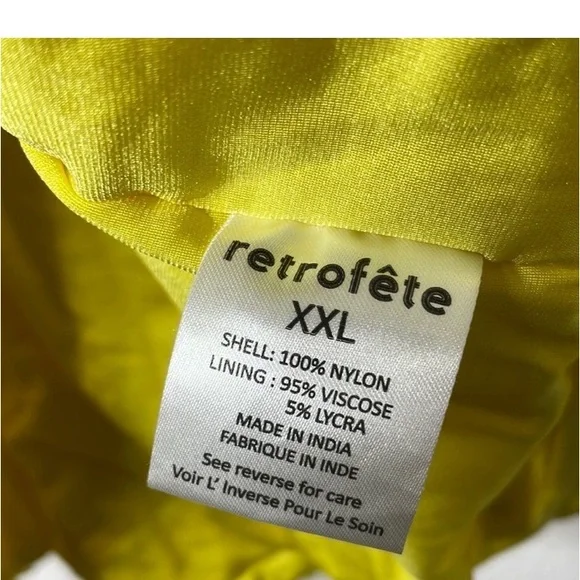 retrofête
XXL
SHELL: 100% NYLON
LINING : 95% VISCOSE
5% LYCRA
MADE IN INDIA
FABRIQUE IN INDE
See reverse for care
Voir L' Inverse Pour Le Soin